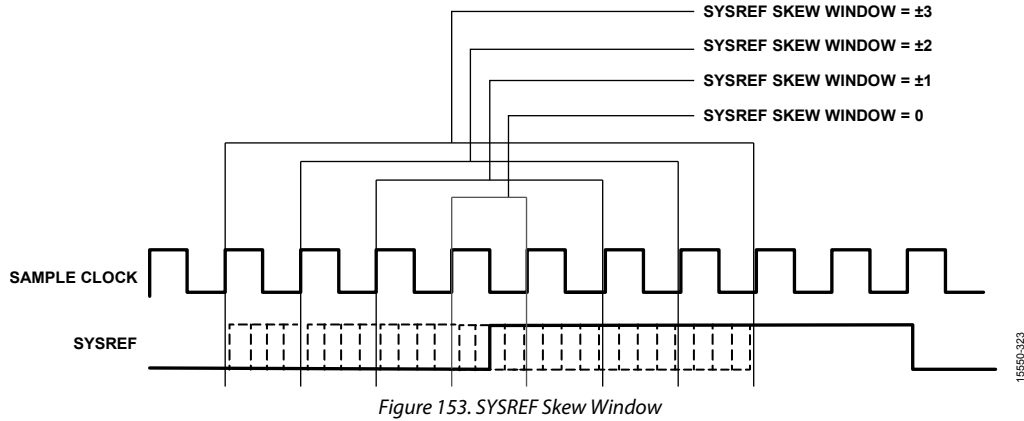 SYSREF SKEW WINDOW = ±3
SYSREF SKEW WINDOW = ±2
SYSREF SKEW WINDOW = ±1
SYSREF SKEW WINDOW = 0
SAMPLE CLOCK
SYSREF
15550-323
Figure 153. SYSREF Skew Window